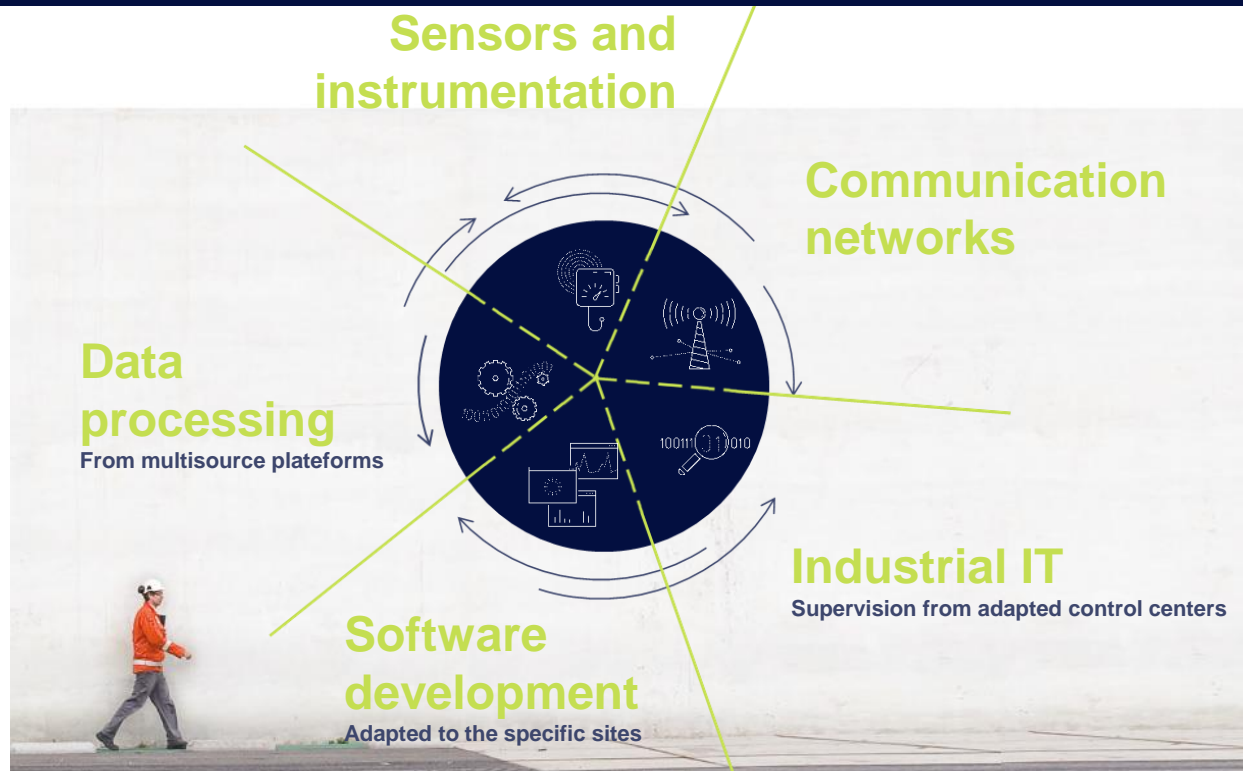 Sensors and
instrumentation
Communication
networks
Data
processing
From multisource plateforms
100111 01 010
Industrial IT
Supervision from adapted control centers
Software
development
Adapted to the specific sites